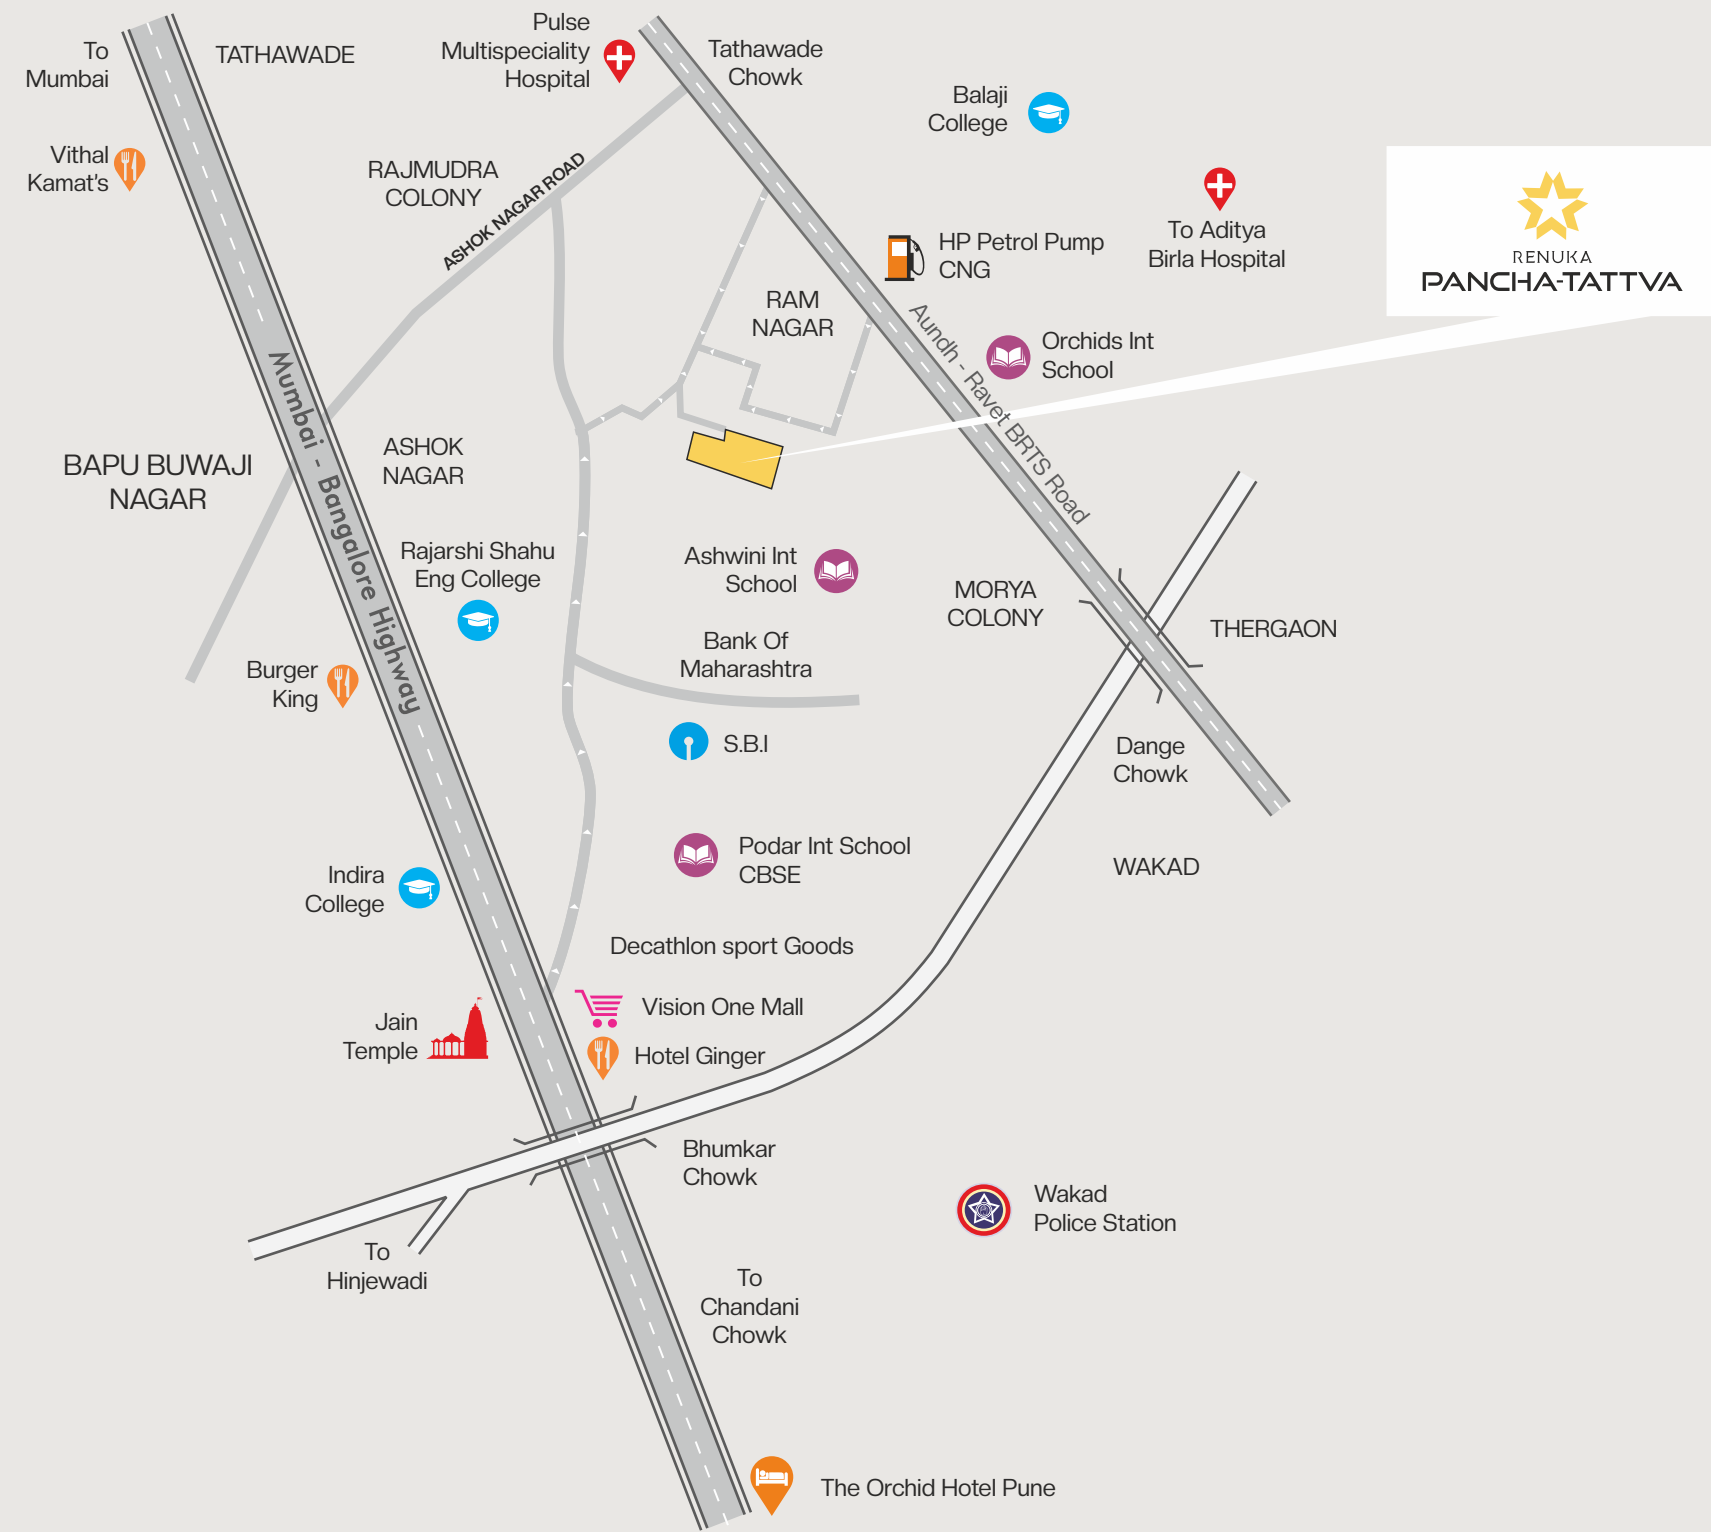 To
Mumbai
TATHAWADE
Pulse
Multispeciality
Hospital
Tathawade
Chowk
Balaji
College
Vithal
Kamat's
RAJMUDRA
COLONY
ASHOK NAGAR ROAD
To Aditya
Birla Hospital
HP Petrol Pump
CNG
RENUKA
PANCHA-TATTVA
RAM
NAGAR
Aundh - Ravet BRTS Road
Orchids Int
School
Mumbai - Bangalore Highway
BAPU BUWAJI
NAGAR
ASHOK
NAGAR
Rajarshi Shahu
Eng College
Ashwini Int
School
MORYA
COLONY
THERGAON
Bank Of
Maharashtra
Burger
King
S.B.I
Dange
Chowk
Podar Int School
CBSE
WAKAD
Indira
College
Decathlon sport Goods
Vision One Mall
Jain
Temple
Hotel Ginger
Bhumkar
Chowk
Wakad
Police Station
To
Hinjewadi
To
Chandani
Chowk
The Orchid Hotel Pune